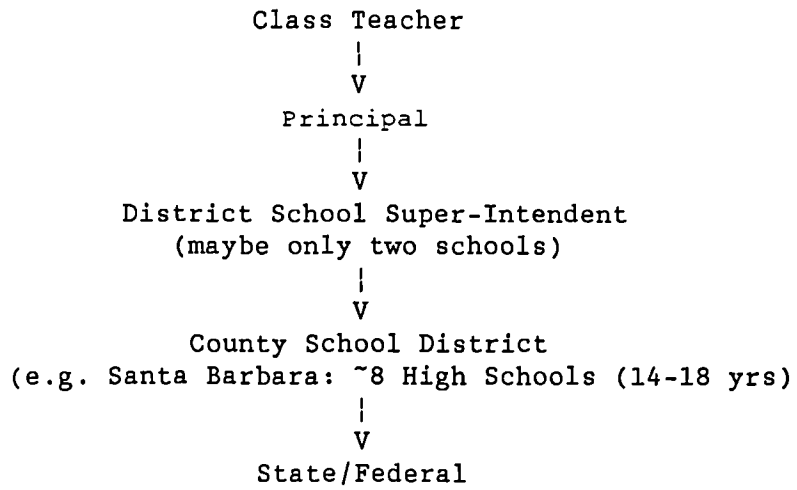 Class Teacher
|
V
Principal
|
V
District School Super-Intendent
(maybe only two schools)
|
V
County School District
(e.g. Santa Barbara: ~8 High Schools (14-18 yrs)
|
V
State/Federal